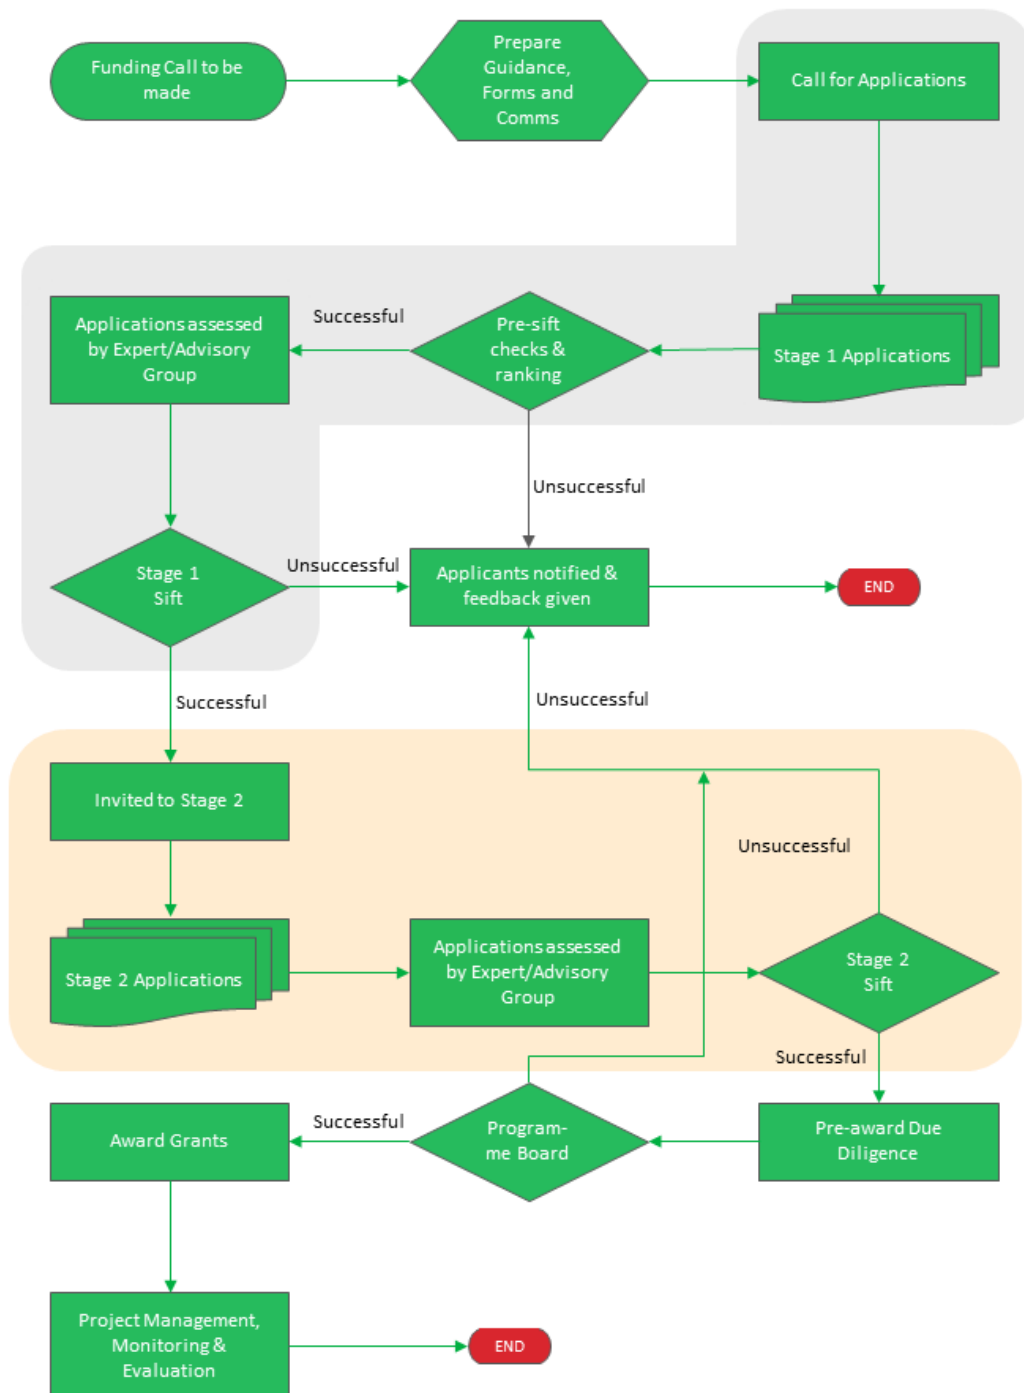 Funding Call to be
made
Prepare
Guidance,
Forms and
Comms
Call for Applications
Applications assessed
by Expert/Advisory
Group
Successful
Pre-sift
checks &
ranking
Stage 1 Applications
Unsuccessful
Stage 1
Sift
Unsuccessful
Applicants notified &
feedback given
END
Successful
Unsuccessful
Invited to Stage 2
Unsuccessful
Stage 2 Applications
Applications assessed
by Expert/Advisory
Group
Stage 2
Sift
Successful
Award Grants
Successful
Program-
me Board
Pre-award Due
Diligence
Project Management,
Monitoring &
Evaluation
END